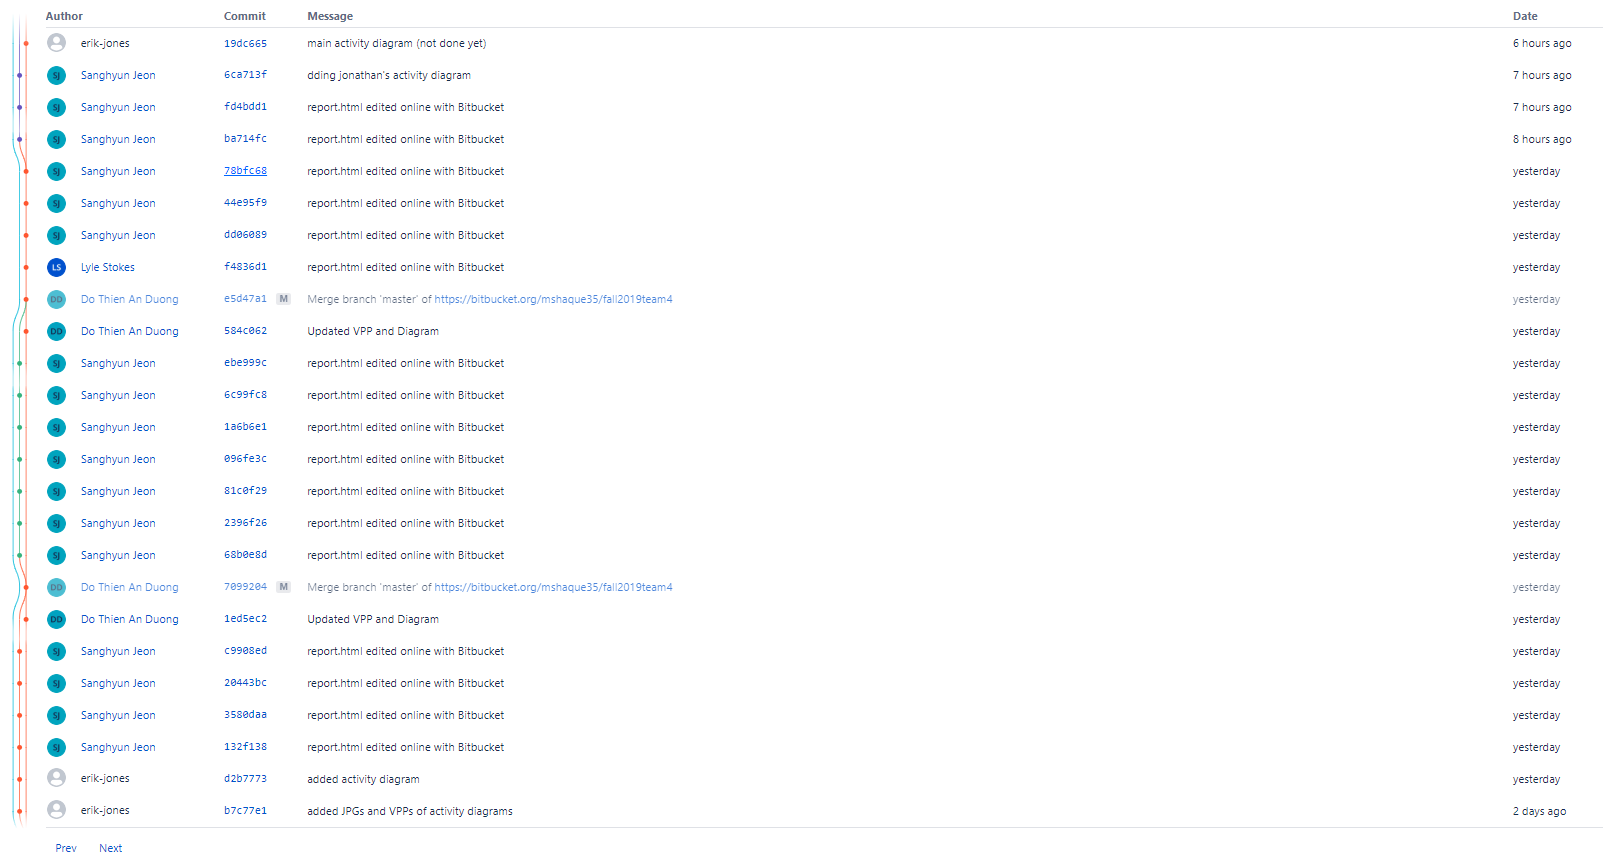 Author Commit Message Date
erik-jones 19dc665 main activity diagram (not done yet) 6 hours ago
SJ Sanghyun Jeon 6ca713f dding jonathan's activity diagram 7 hours ago
SJ Sanghyun Jeon fd4bdd1 report.html edited online with Bitbucket 7 hours ago
SJ Sanghyun Jeon ba714fc report.html edited online with Bitbucket 8 hours ago
SJ Sanghyun Jeon 78bfc68 report.html edited online with Bitbucket yesterday
SJ Sanghyun Jeon 44e95f9 report.html edited online with Bitbucket yesterday
SJ Sanghyun Jeon dd06089 report.html edited online with Bitbucket yesterday
LS Lyle Stokes f4836d1 report.html edited online with Bitbucket yesterday
DD Do Thien An Duong e5d47a1 M Merge branch 'master' of https://bitbucket.org/mshaque35/fall2019team4 yesterday
DD Do Thien An Duong 584c062 Updated VPP and Diagram yesterday
SJ Sanghyun Jeon ebe999c report.html edited online with Bitbucket yesterday
SJ Sanghyun Jeon 6c99fc8 report.html edited online with Bitbucket yesterday
SJ Sanghyun Jeon 1a6b6e1 report.html edited online with Bitbucket yesterday
SJ Sanghyun Jeon 096fe3c report.html edited online with Bitbucket yesterday
SJ Sanghyun Jeon 81c0f29 report.html edited online with Bitbucket yesterday
SJ Sanghyun Jeon 2396f26 report.html edited online with Bitbucket yesterday
SJ Sanghyun Jeon 68b0e8d report.html edited online with Bitbucket yesterday
DD Do Thien An Duong 7099204 M Merge branch 'master' of https://bitbucket.org/mshaque35/fall2019team4 yesterday
DD Do Thien An Duong 1ed5ec2 Updated VPP and Diagram yesterday
SJ Sanghyun Jeon c9908ed report.html edited online with Bitbucket yesterday
SJ Sanghyun Jeon 20443bc report.html edited online with Bitbucket yesterday
SJ Sanghyun Jeon 3580daa report.html edited online with Bitbucket yesterday
SJ Sanghyun Jeon 132f138 report.html edited online with Bitbucket yesterday
erik-jones d2b7773 added activity diagram yesterday
erik-jones b7c77e1 added JPGs and VPPs of activity diagrams 2 days ago
Prev Next